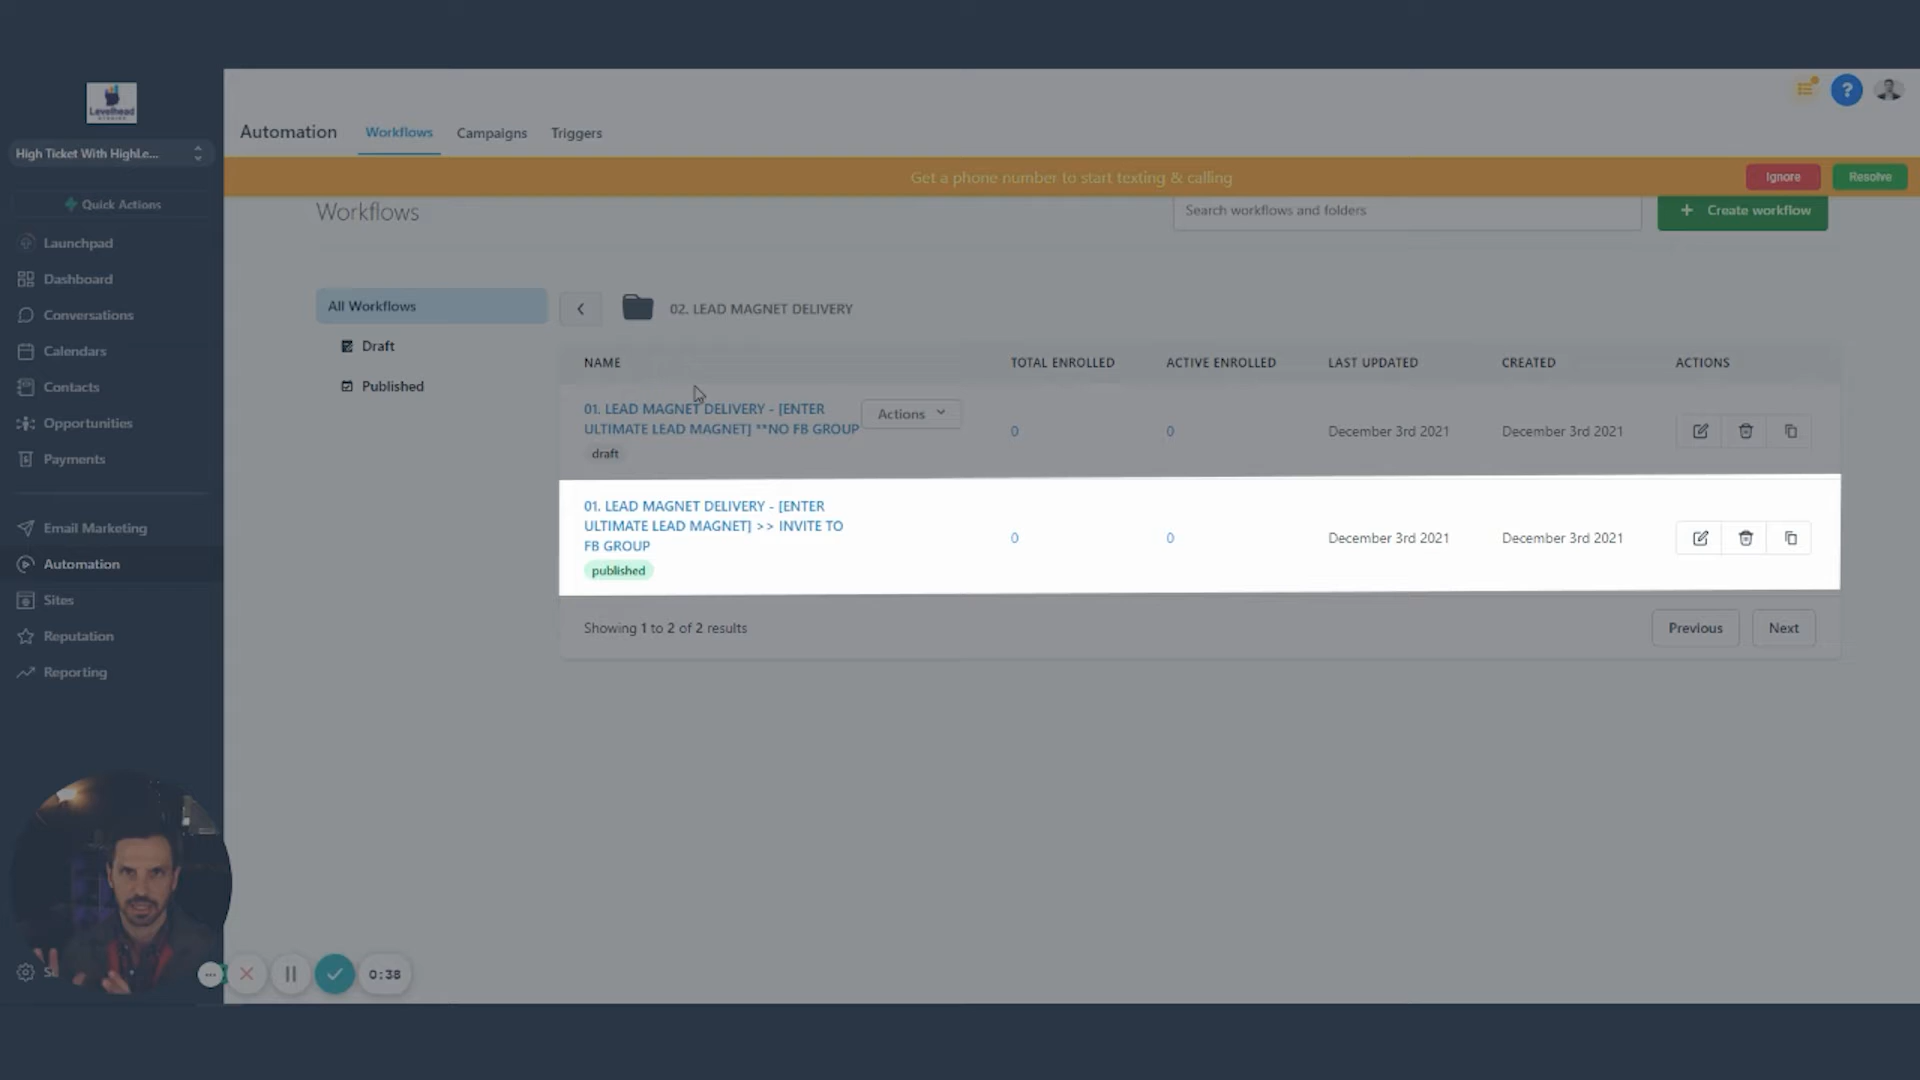 Levelhead
High Ticket With HighLe...
Quick Actions
Launchpad
Dashboard
Conversations
Calendars
Contacts
Opportunities
Payments
Email Marketing
Automation
Sites
Reputation
Reporting
Automation
Workflows
Campaigns
Triggers
?
Get a phone number to start texting & calling
Ignore
Resolve
Workflows
Search workflows and folders
+ Create workflow
All Workflows
Draft
Published
02. LEAD MAGNET DELIVERY
NAME
TOTAL ENROLLED
ACTIVE ENROLLED
LAST UPDATED
CREATED
ACTIONS
01. LEAD MAGNET DELIVERY - [ENTER
ULTIMATE LEAD MAGNET] **NO FB GROUP
draft
Actions
0
0
December 3rd 2021
December 3rd 2021
01. LEAD MAGNET DELIVERY - [ENTER
ULTIMATE LEAD MAGNET] >> INVITE TO
FB GROUP
published
0
0
December 3rd 2021
December 3rd 2021
Showing 1 to 2 of 2 results
Previous
Next
0:38